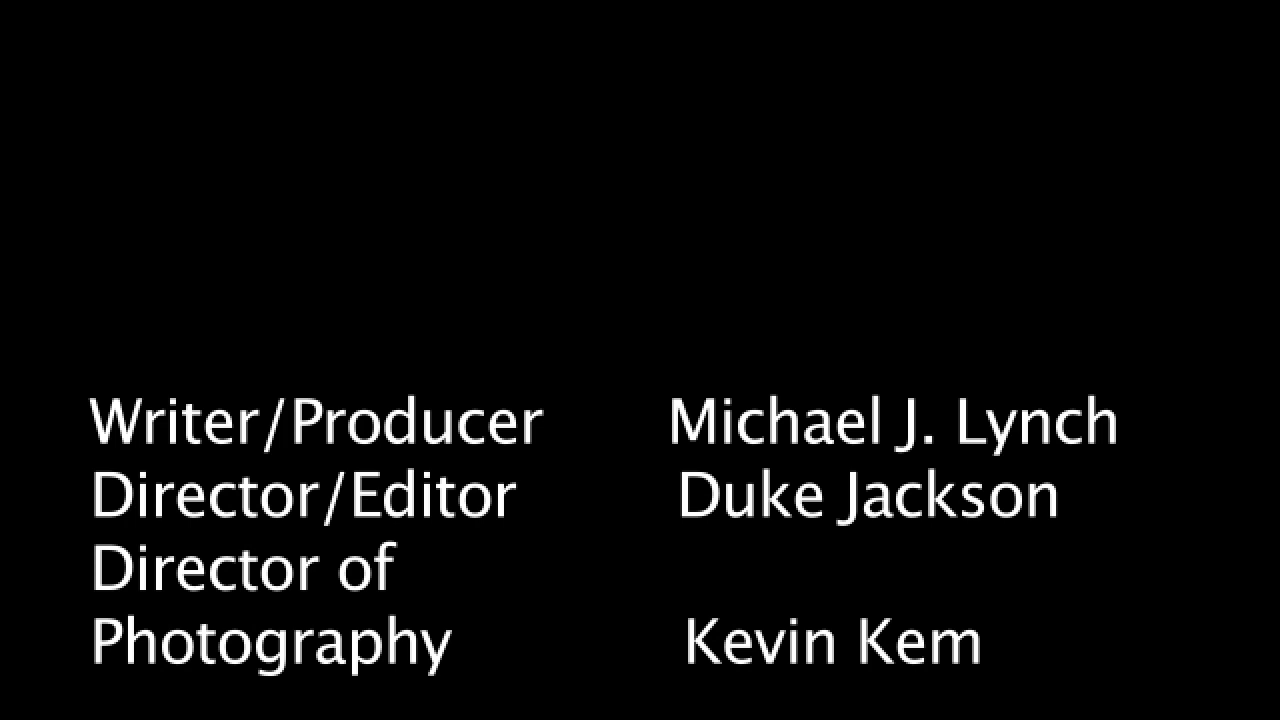 Writer/Producer Michael J. Lynch
Director/Editor Duke Jackson
Director of
Photography Kevin Kem